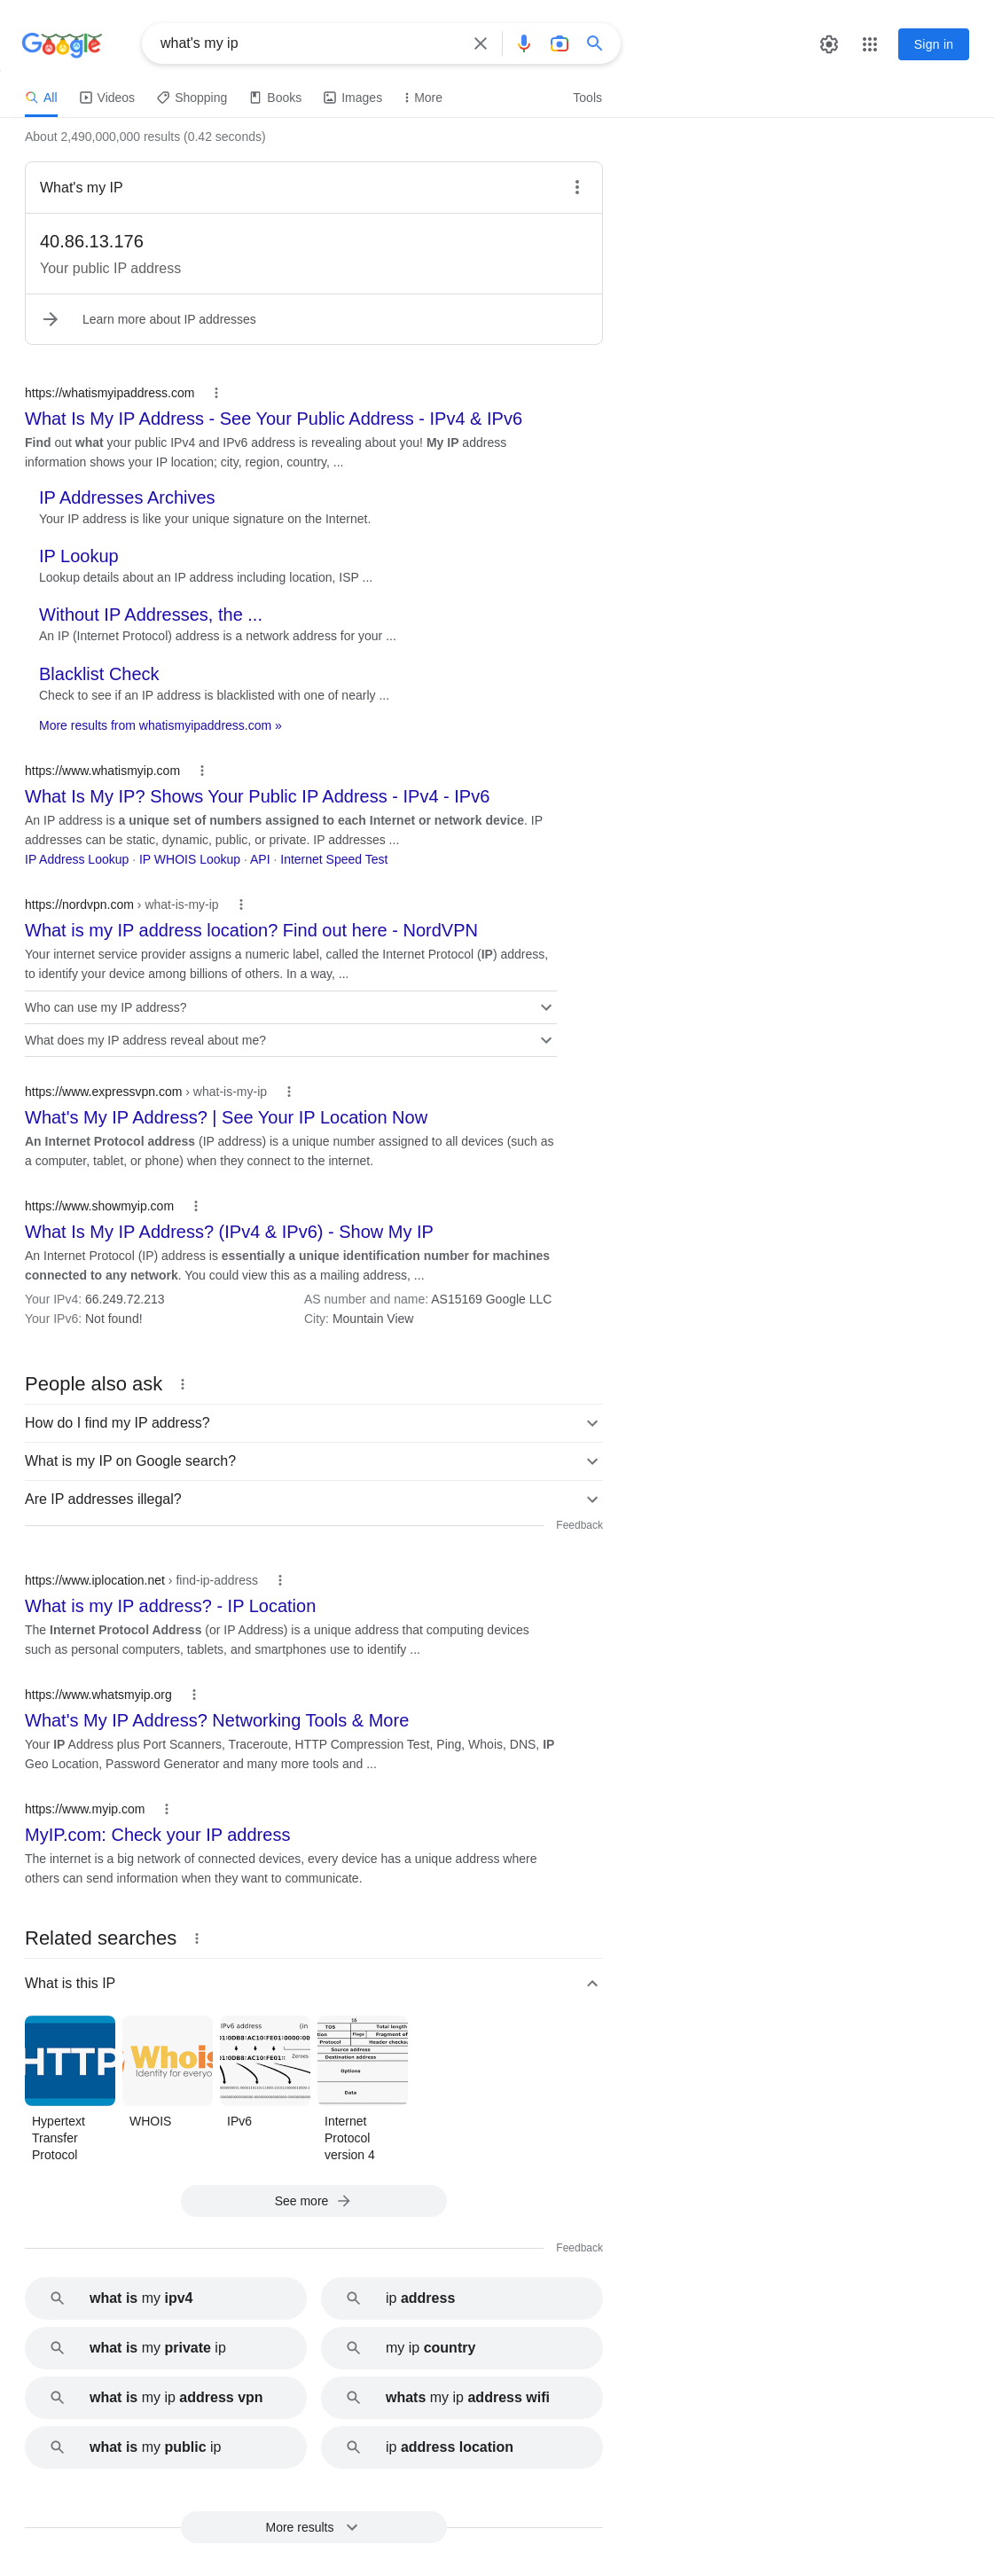 Google
what's my ip
Sign in
All
Videos
Shopping
Books
Images
More
Tools
About 2,490,000,000 results (0.42 seconds)
What's my IP
40.86.13.176
Your public IP address
Learn more about IP addresses
https://whatismyipaddress.com
What Is My IP Address - See Your Public Address - IPv4 & IPv6
Find out what your public IPv4 and IPv6 address is revealing about you! My IP address
information shows your IP location; city, region, country, ...
IP Addresses Archives
Your IP address is like your unique signature on the Internet.
IP Lookup
Lookup details about an IP address including location, ISP ...
Without IP Addresses, the ...
An IP (Internet Protocol) address is a network address for your ...
Blacklist Check
Check to see if an IP address is blacklisted with one of nearly ...
More results from whatismyipaddress.com »
https://www.whatismyip.com
What Is My IP? Shows Your Public IP Address - IPv4 - IPv6
An IP address is a unique set of numbers assigned to each Internet or network device. IP
addresses can be static, dynamic, public, or private. IP addresses ...
IP Address Lookup · IP WHOIS Lookup · API · Internet Speed Test
https://nordvpn.com › what-is-my-ip
What is my IP address location? Find out here - NordVPN
Your internet service provider assigns a numeric label, called the Internet Protocol (IP) address,
to identify your device among billions of others. In a way, ...
Who can use my IP address?
What does my IP address reveal about me?
https://www.expressvpn.com › what-is-my-ip
What's My IP Address? | See Your IP Location Now
An Internet Protocol address (IP address) is a unique number assigned to all devices (such as
a computer, tablet, or phone) when they connect to the internet.
https://www.showmyip.com
What Is My IP Address? (IPv4 & IPv6) - Show My IP
An Internet Protocol (IP) address is essentially a unique identification number for machines
connected to any network. You could view this as a mailing address, ...
Your IPv4: 66.249.72.213
AS number and name: AS15169 Google LLC
Your IPv6: Not found!
City: Mountain View
People also ask
How do I find my IP address?
What is my IP on Google search?
Are IP addresses illegal?
Feedback
https://www.iplocation.net › find-ip-address
What is my IP address? - IP Location
The Internet Protocol Address (or IP Address) is a unique address that computing devices
such as personal computers, tablets, and smartphones use to identify ...
https://www.whatsmyip.org
What's My IP Address? Networking Tools & More
Your IP Address plus Port Scanners, Traceroute, HTTP Compression Test, Ping, Whois, DNS, IP
Geo Location, Password Generator and many more tools and ...
https://www.myip.com
MyIP.com: Check your IP address
The internet is a big network of connected devices, every device has a unique address where
others can send information when they want to communicate.
Related searches
What is this IP
HTTP
Whois
Identity for everyo
IPv6 address (in
Zeroes
16
TOS Total length
Flags Fragment of
Protocol Header checksu
Source address
Destination address
Options
Data
Hypertext
Transfer
Protocol
WHOIS
IPv6
Internet
Protocol
version 4
See more
Feedback
what is my ipv4
ip address
what is my private ip
my ip country
what is my ip address vpn
whats my ip address wifi
what is my public ip
ip address location
More results